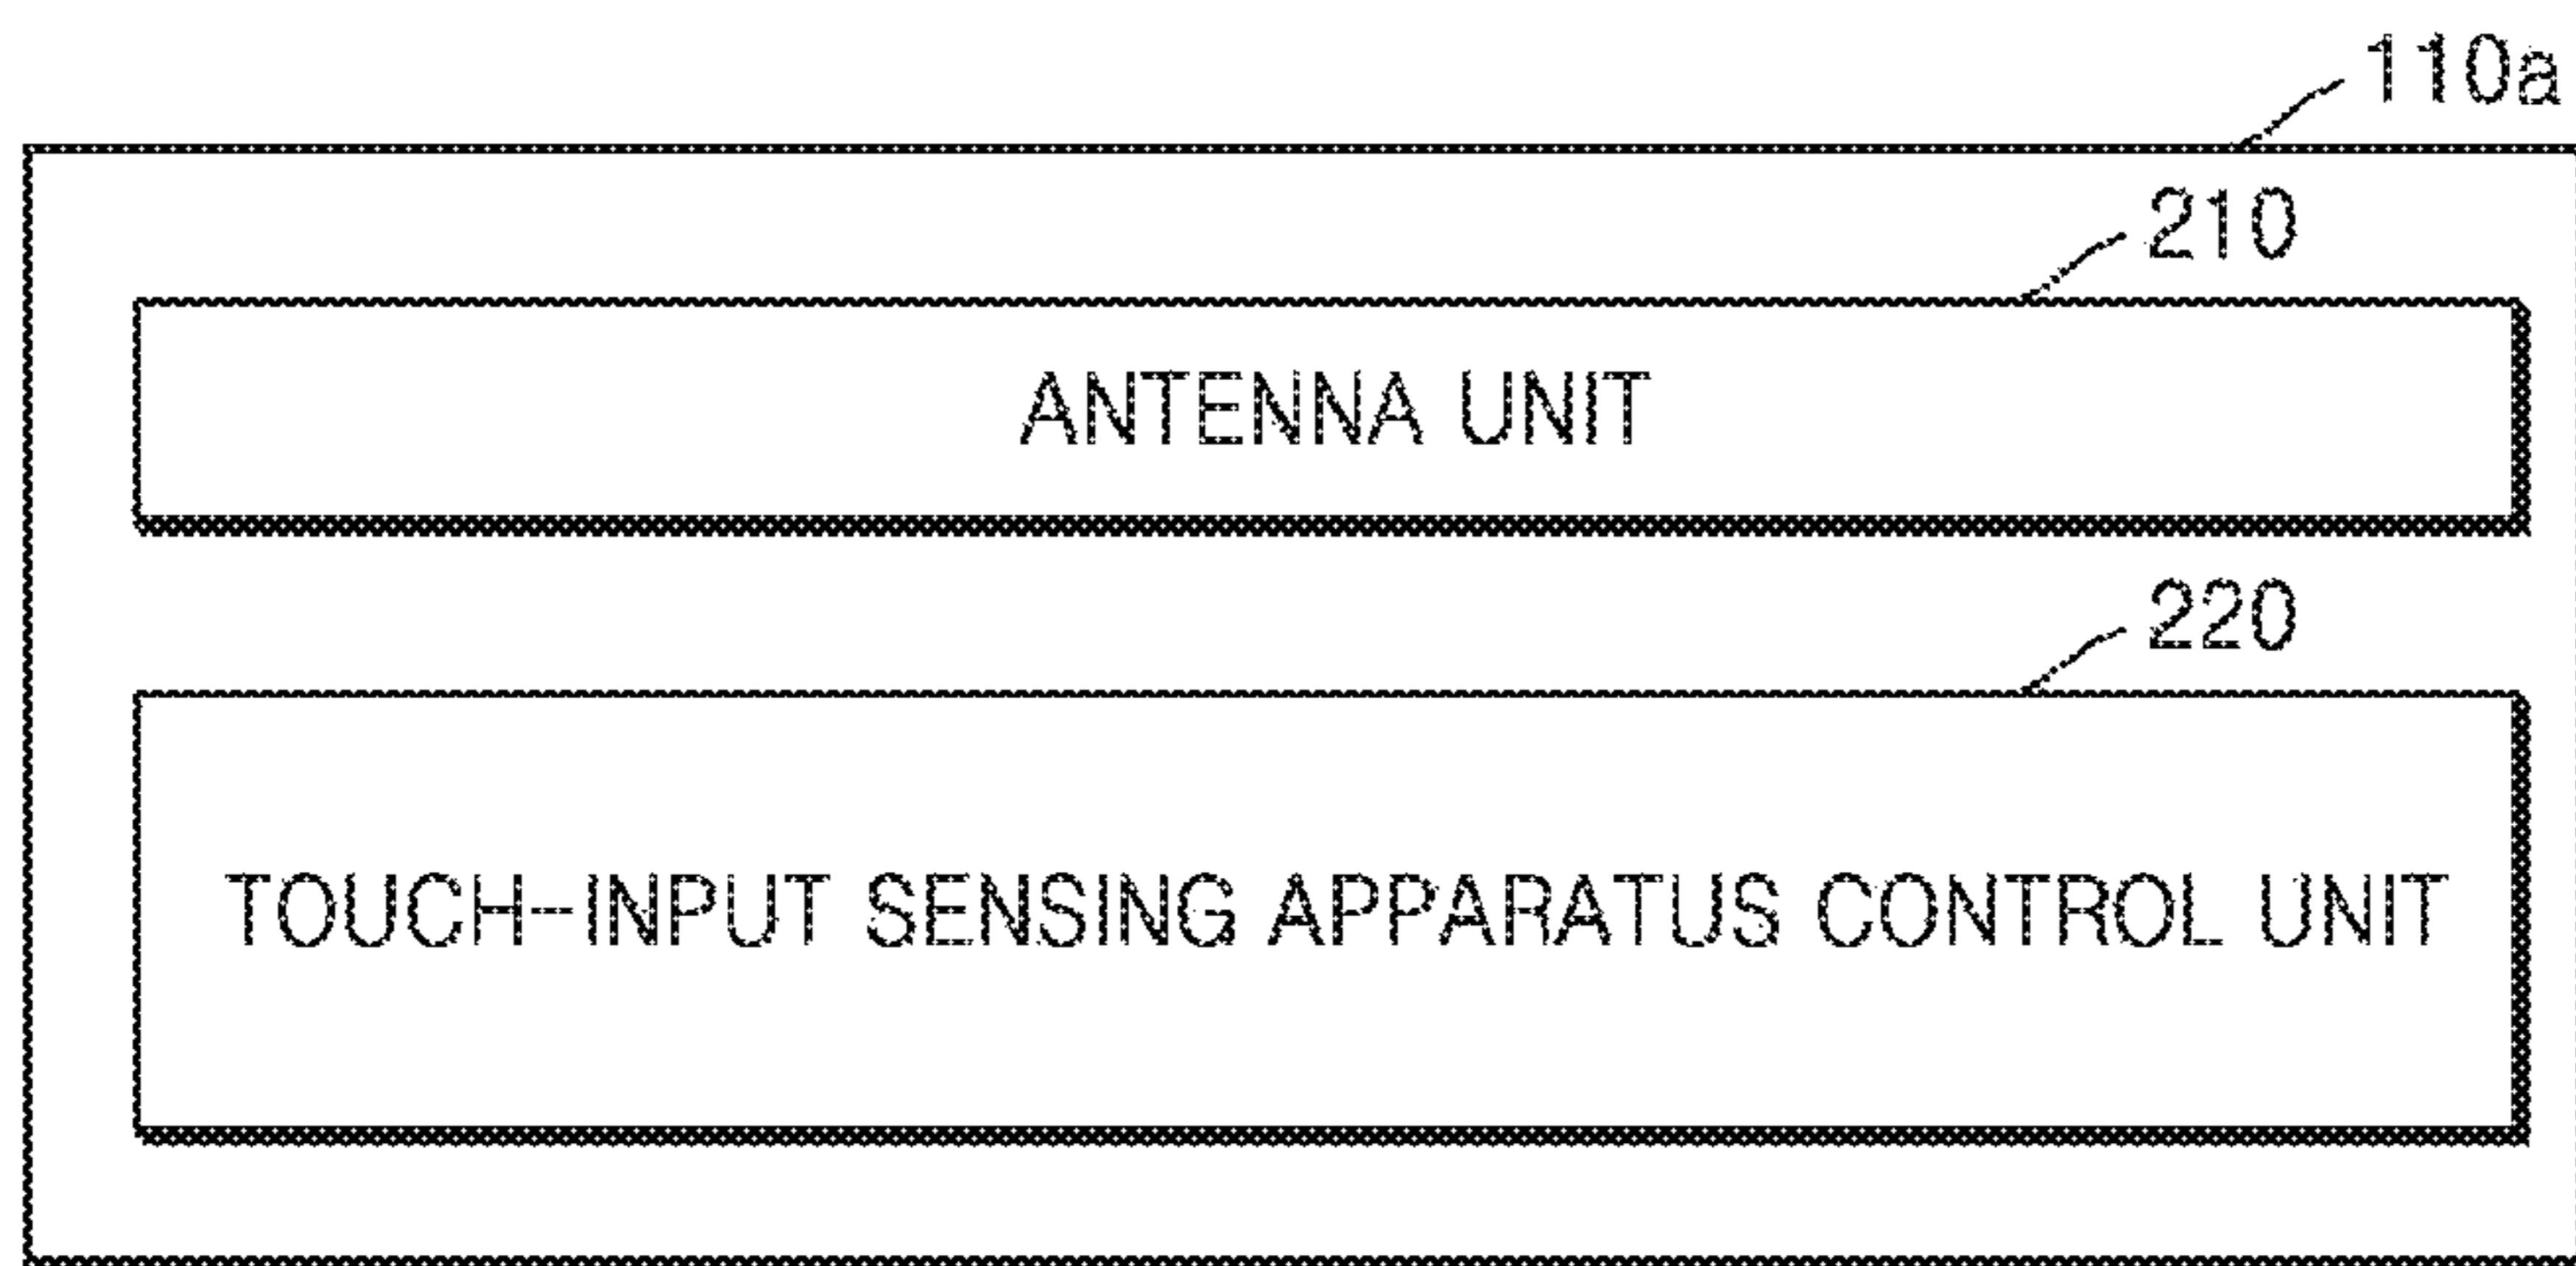 110a
210
ANTENNA UNIT
220
TOUCH-INPUT SENSING APPARATUS CONTROL UNIT